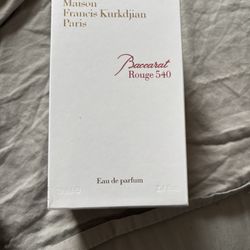 Maison
Francis Kurkdjian
Paris
Baccarat
Rouge 540
Eau de parfum